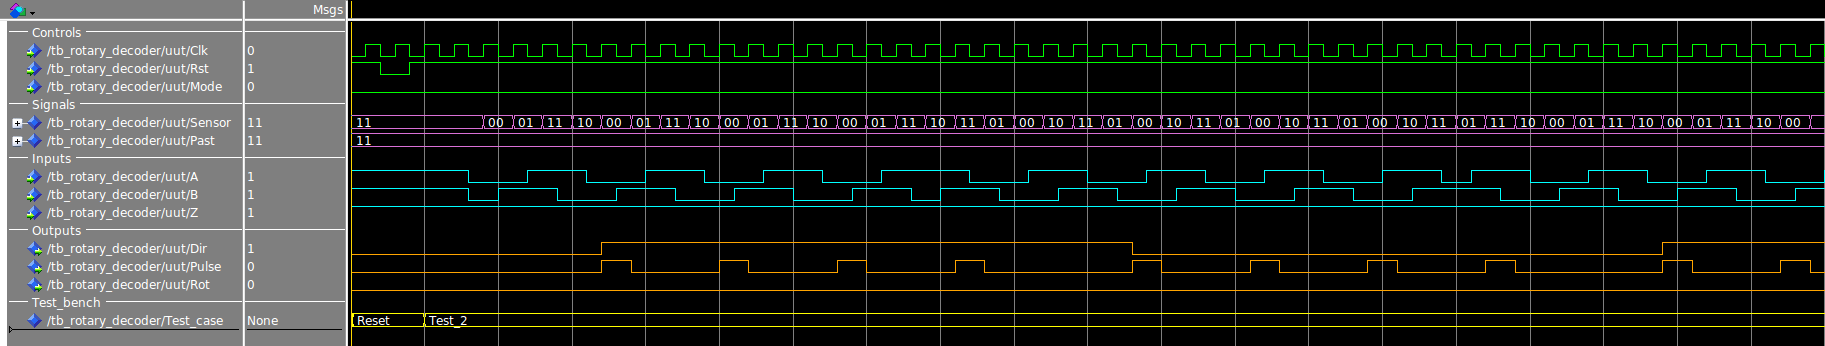 Msgs
Controls
/tb_rotary_decoder/uut/Clk 0
/tb_rotary_decoder/uut/Rst 1
/tb_rotary_decoder/uut/Mode 0
Signals
/tb_rotary_decoder/uut/Sensor 11 11 00 01 11 10 00 01 11 10 00 01 11 10 00 01 11 10 11 01 00 10 11 01 00 10 11 01 00 10 11 01 00 10 11 01 11 10 00 01 11 10 00 01 11 10 00
/tb_rotary_decoder/uut/Past 11 11
Inputs
/tb_rotary_decoder/uut/A 1
/tb_rotary_decoder/uut/B 1
/tb_rotary_decoder/uut/Z 1
Outputs
/tb_rotary_decoder/uut/Dir 1
/tb_rotary_decoder/uut/Pulse 0
/tb_rotary_decoder/uut/Rot 0
Test_bench
/tb_rotary_decoder/Test_case None Reset Test_2